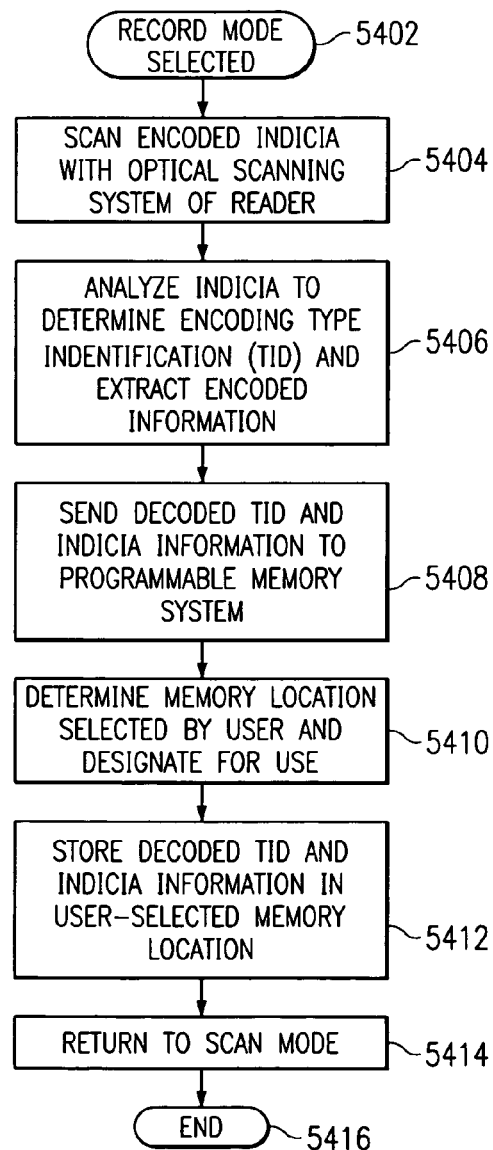 RECORD MODE
SELECTED
5402
SCAN ENCODED INDICIA
WITH OPTICAL SCANNING
SYSTEM OF READER
5404
ANALYZE INDICIA TO
DETERMINE ENCODING TYPE
INDENTIFICATION (TID) AND
EXTRACT ENCODED
INFORMATION
5406
SEND DECODED TID AND
INDICIA INFORMATION TO
PROGRAMMABLE MEMORY
SYSTEM
5408
DETERMINE MEMORY LOCATION
SELECTED BY USER AND
DESIGNATE FOR USE
5410
STORE DECODED TID AND
INDICIA INFORMATION IN
USER-SELECTED MEMORY
LOCATION
5412
RETURN TO SCAN MODE
5414
END
5416